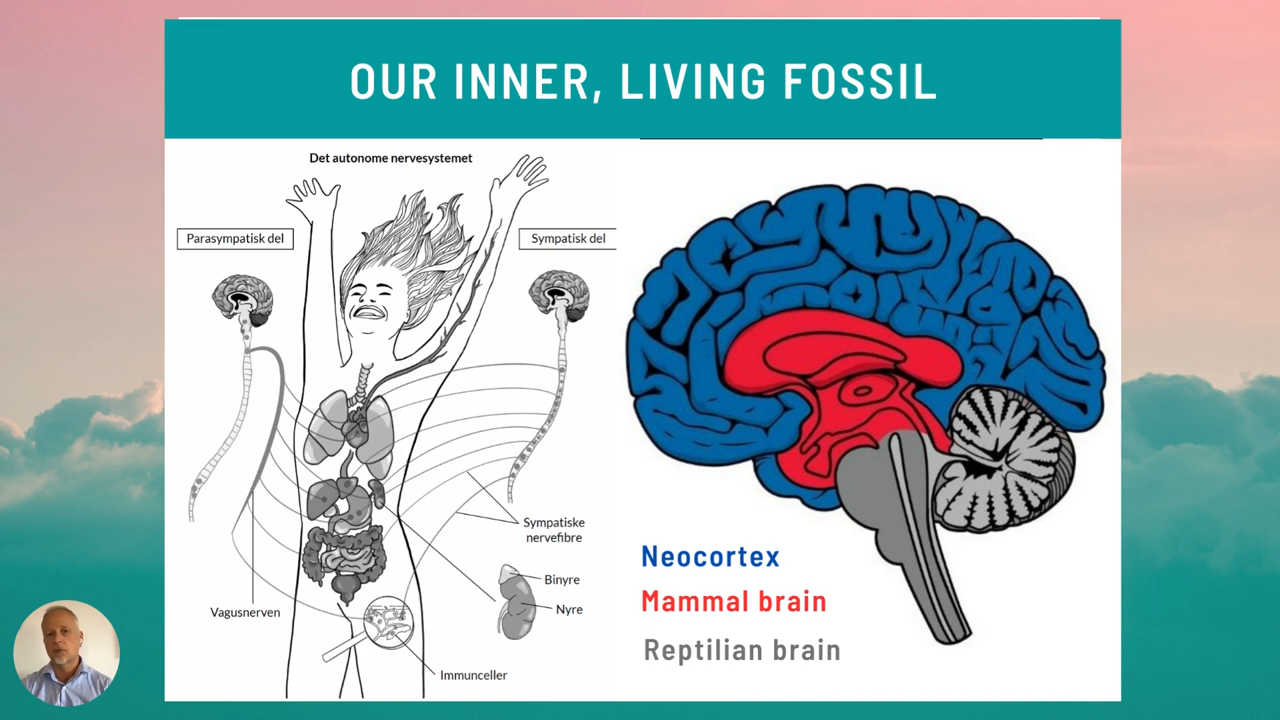 OUR INNER, LIVING FOSSIL
Det autonome nervesystemet
Parasympatisk del
Sympatisk del
Sympatiske
nervefibre
Binyre
Nyre
Vagusnerven
Immunceller
Neocortex
Mammal brain
Reptilian brain